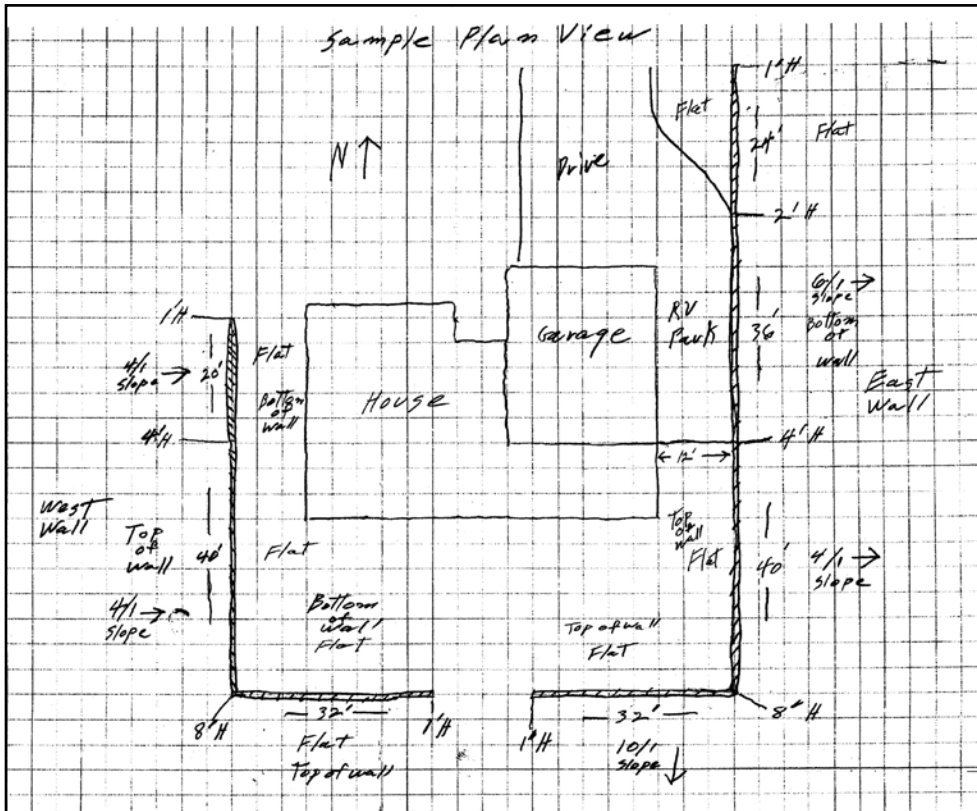 Sample Plan View
1'H
Flat
24'
Flat
N
Drive
2'H
6/1
Slope
RV
Park
36'
Bottom
of
wall
Garage
1'H
Flat
4/1
Slope
20'
House
East
Wall
Bottom
of
Wall
4'H
4'H
12'
West
Wall
Top
of
Wall
40'
Flat
Top
of
Wall
Flat
40'
4/1
Slope
4/1
Slope
Bottom
of
Wall
Flat
Top of wall
Flat
8'H
32'
1'H
1'H
32'
8'H
Flat
Top of wall
10/1
Slope